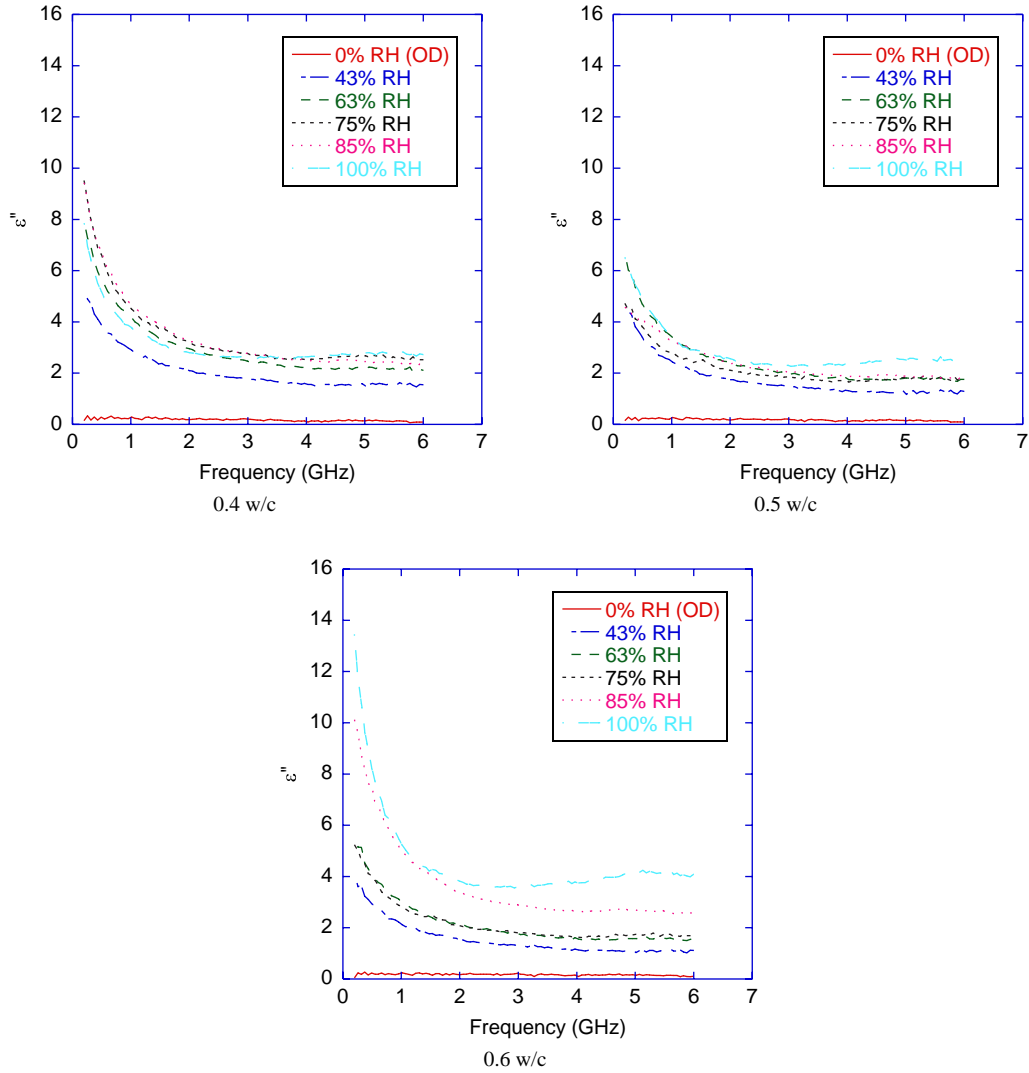 16
14
12
10
8
6
4
2
0
ε"
0% RH (OD)
43% RH
63% RH
75% RH
85% RH
100% RH
0 1 2 3 4 5 6 7
Frequency (GHz)
0.4 w/c
16
14
12
10
8
6
4
2
0
ε"
0% RH (OD)
43% RH
63% RH
75% RH
85% RH
100% RH
0 1 2 3 4 5 6 7
Frequency (GHz)
0.5 w/c
16
14
12
10
8
6
4
2
0
ε"
0% RH (OD)
43% RH
63% RH
75% RH
85% RH
100% RH
0 1 2 3 4 5 6 7
Frequency (GHz)
0.6 w/c